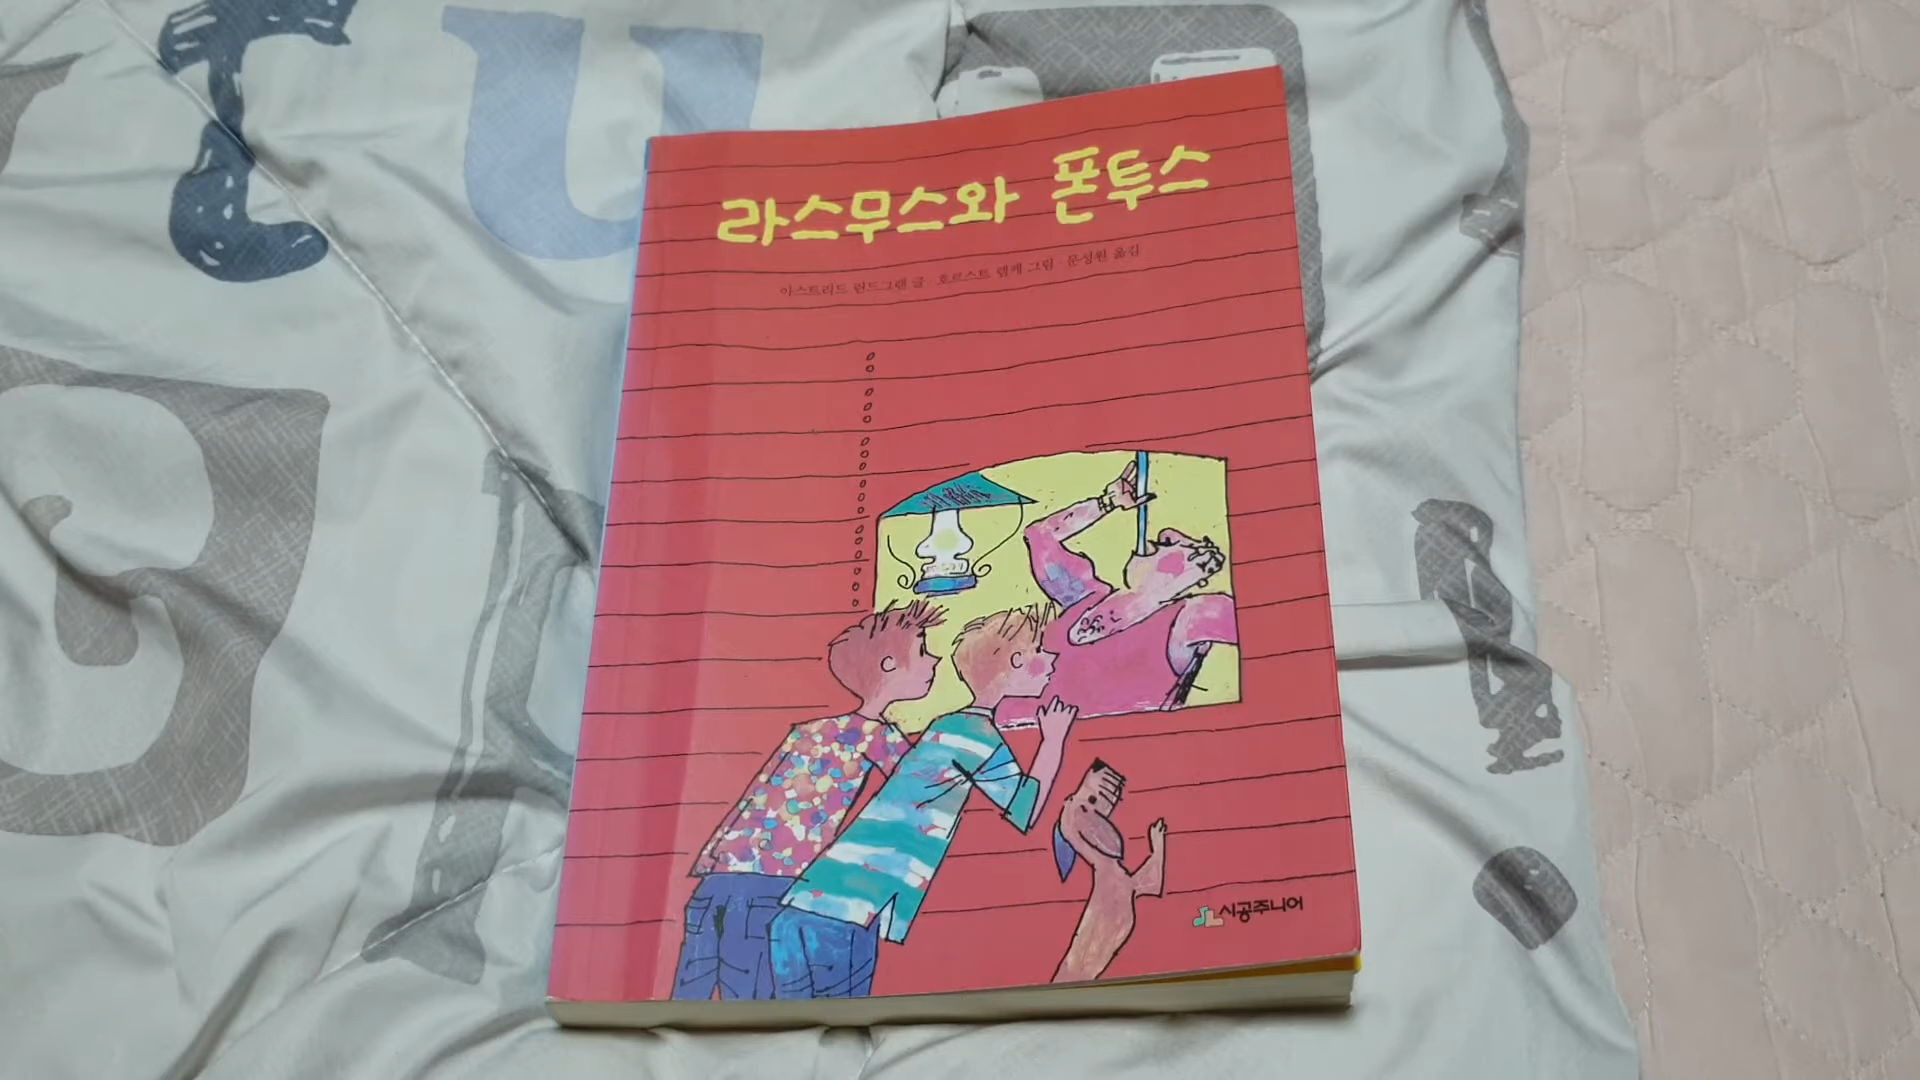 라스무스와 폰투스
아스트리드 린드그렌 글 · 호르스트 렘케 그림 · 문성원 옮김
시공주니어